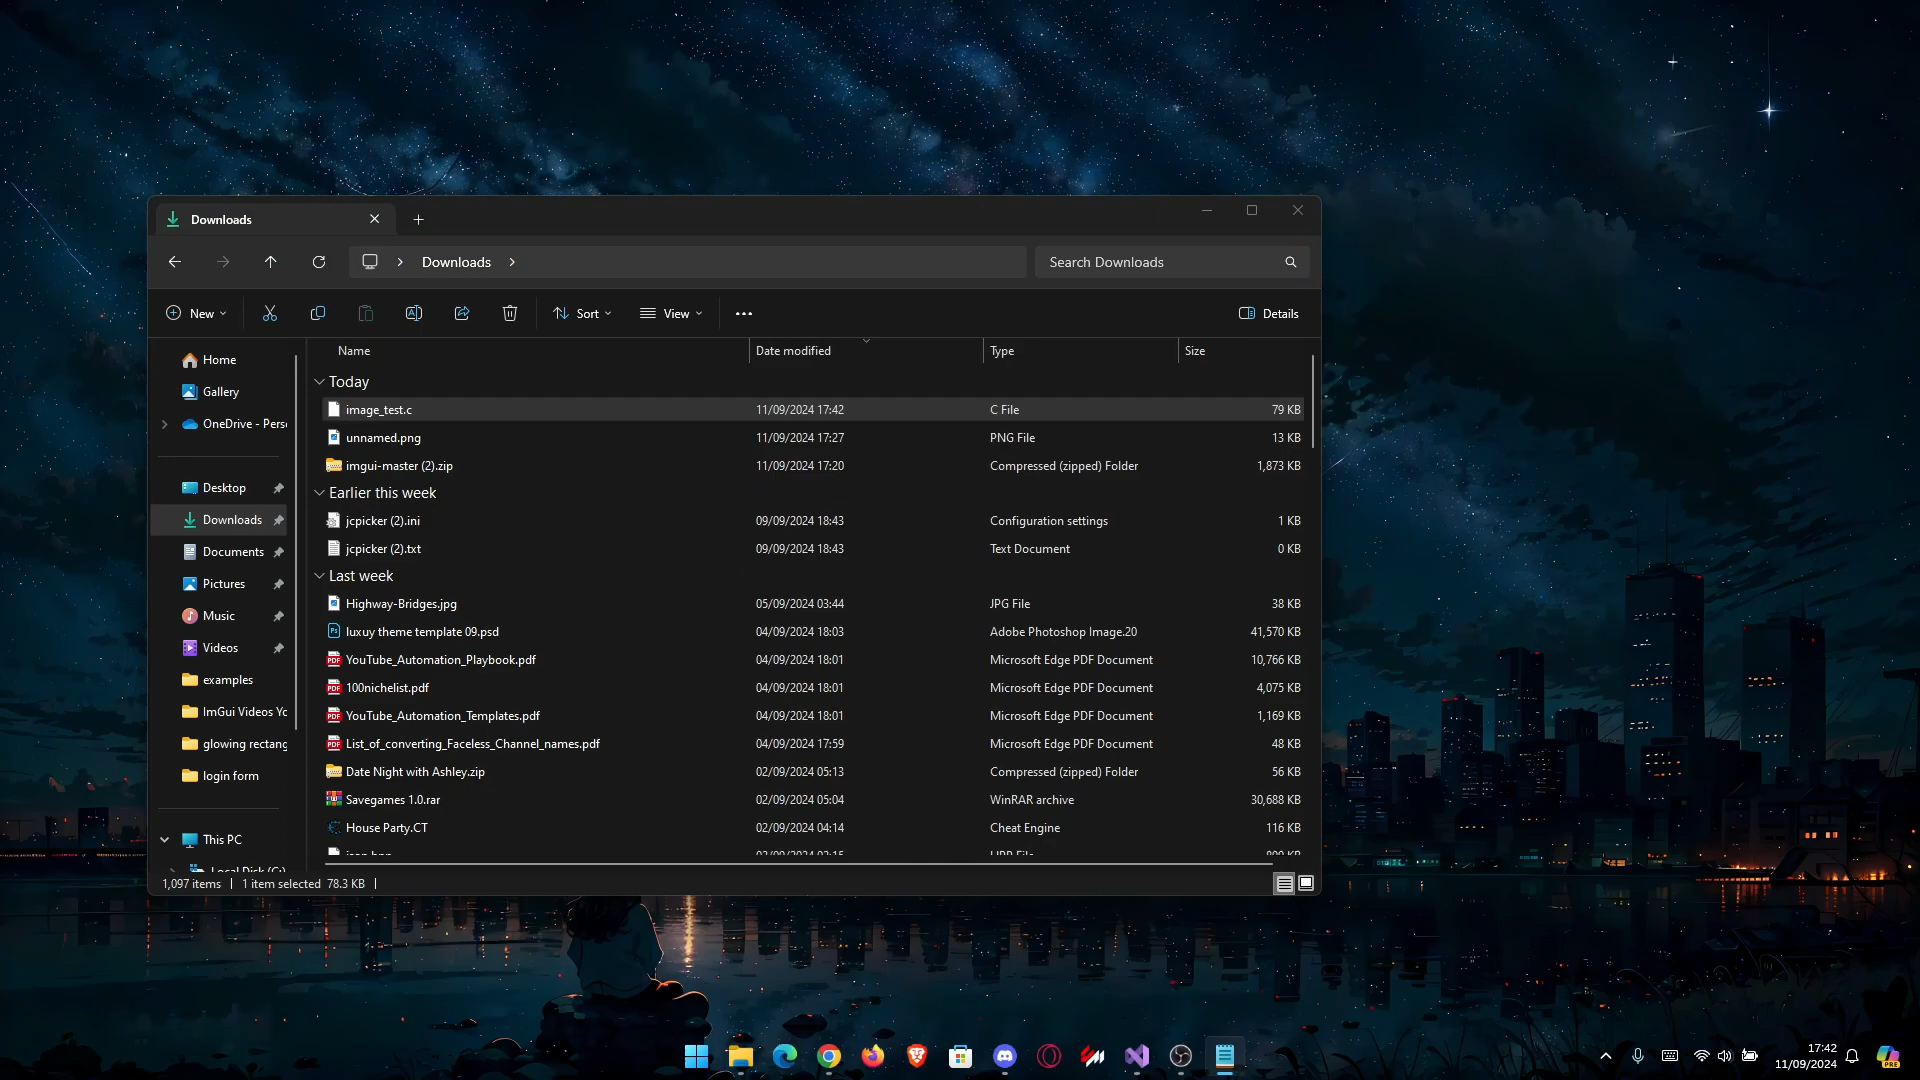 Downloads
Downloads
Search Downloads
New
Sort
View
Details
Home
Gallery
OneDrive - Pers
Desktop
Downloads
Documents
Pictures
Music
Videos
examples
ImGui Videos Yc
glowing rectang
login form
This PC
Local Disk (C:)
Name Date modified Type Size
Today
image_test.c 11/09/2024 17:42 C File 79 KB
unnamed.png 11/09/2024 17:27 PNG File 13 KB
imgui-master (2).zip 11/09/2024 17:20 Compressed (zipped) Folder 1,873 KB
Earlier this week
jcpicker (2).ini 09/09/2024 18:43 Configuration settings 1 KB
jcpicker (2).txt 09/09/2024 18:43 Text Document 0 KB
Last week
Highway-Bridges.jpg 05/09/2024 03:44 JPG File 38 KB
luxuy theme template 09.psd 04/09/2024 18:03 Adobe Photoshop Image.20 41,570 KB
YouTube_Automation_Playbook.pdf 04/09/2024 18:01 Microsoft Edge PDF Document 10,766 KB
100nichelist.pdf 04/09/2024 18:01 Microsoft Edge PDF Document 4,075 KB
YouTube_Automation_Templates.pdf 04/09/2024 18:01 Microsoft Edge PDF Document 1,169 KB
List_of_converting_Faceless_Channel_names.pdf 04/09/2024 17:59 Microsoft Edge PDF Document 48 KB
Date Night with Ashley.zip 02/09/2024 05:13 Compressed (zipped) Folder 56 KB
Savegames 1.0.rar 02/09/2024 05:04 WinRAR archive 30,688 KB
House Party.CT 02/09/2024 04:14 Cheat Engine 116 KB
1,097 items 1 item selected 78.3 KB
17:42
11/09/2024
PRE